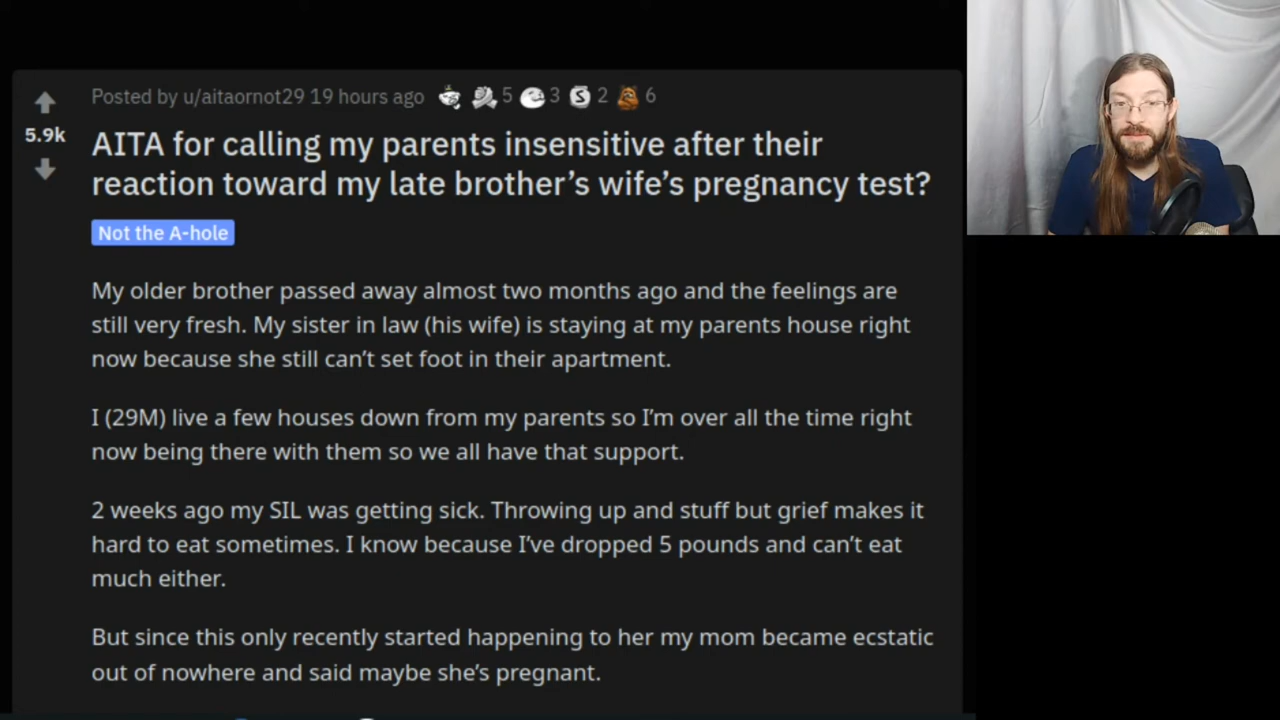 Posted by u/aitaornot29 19 hours ago 5 3 S 2 6
5.9k
AITA for calling my parents insensitive after their
reaction toward my late brother’s wife’s pregnancy test?
Not the A-hole
My older brother passed away almost two months ago and the feelings are
still very fresh. My sister in law (his wife) is staying at my parents house right
now because she still can’t set foot in their apartment.
I (29M) live a few houses down from my parents so I’m over all the time right
now being there with them so we all have that support.
2 weeks ago my SIL was getting sick. Throwing up and stuff but grief makes it
hard to eat sometimes. I know because I’ve dropped 5 pounds and can’t eat
much either.
But since this only recently started happening to her my mom became ecstatic
out of nowhere and said maybe she’s pregnant.